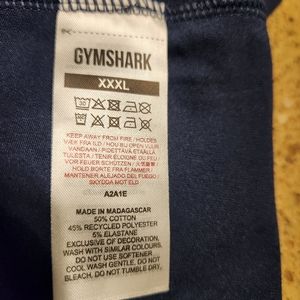 GYMSHARK
XXXL
KEEP AWAY FROM FIRE / HOLDES
VÆK FRA ILD / HOU BIJ OPEN VUUR
VANDAAN / PIDETTÄVÄ ETÄÄLLÄ
TULESTA / TENIR ÉLOIGNÉ DU FEU
VOR FEUER SCHÜTZEN /
HOLD BORTE FRA FLAMMER /
MANTENER ALEJADO DEL FUEGO /
SKYDDA MOT ELD
A2A1E
MADE IN MADAGASCAR
50% COTTON
45% RECYCLED POLYESTER
5% ELASTANE
EXCLUSIVE OF DECORATION.
WASH WITH SIMILAR COLOURS.
DO NOT USE SOFTENER
COOL WASH GENTLE, DO NOT
BLEACH, DO NOT TUMBLE DRY,